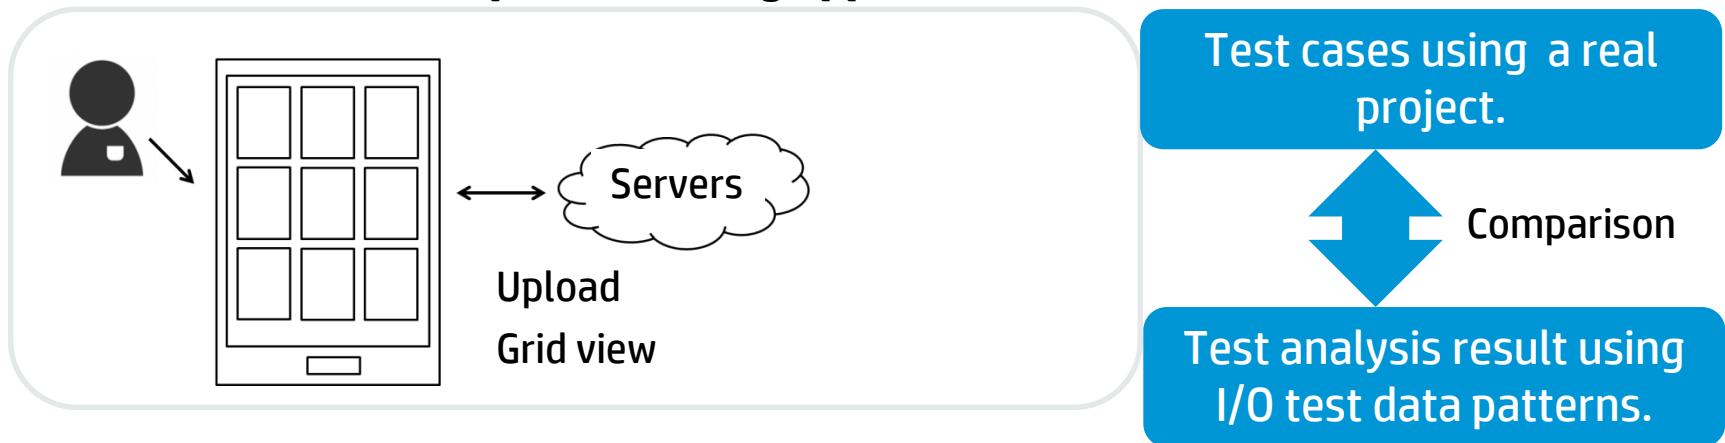 Servers
Upload
Grid view
Test cases using a real
project.
Comparison
Test analysis result using
I/O test data patterns.